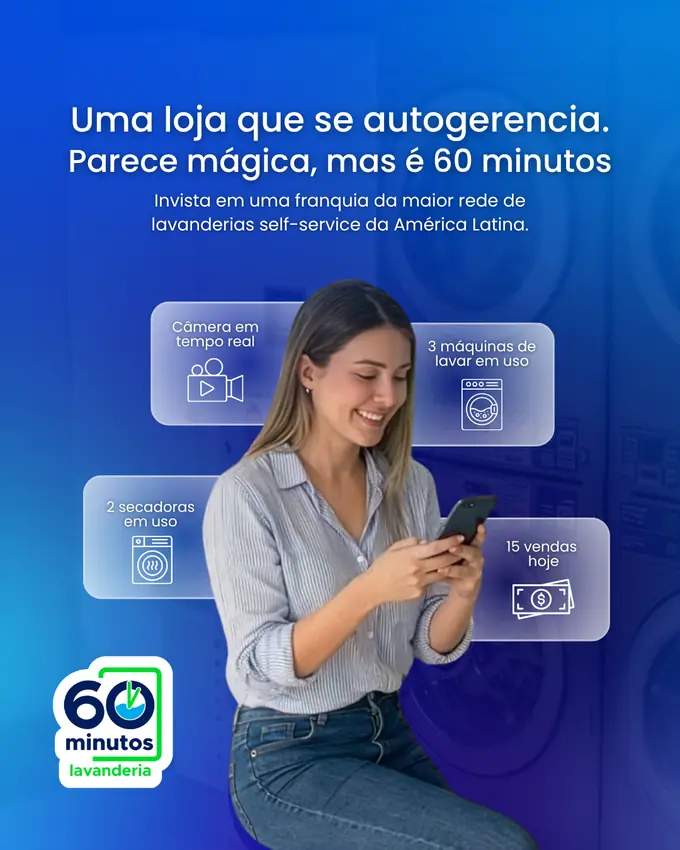 Uma loja que se autogerencia.
Parece mágica, mas é 60 minutos
Invista em uma franquia da maior rede de
lavanderias self-service da América Latina.
Câmera em
tempo real
3 máquinas de
lavar em uso
2 secadoras
em uso
15 vendas
hoje
$
60
minutos
lavanderia